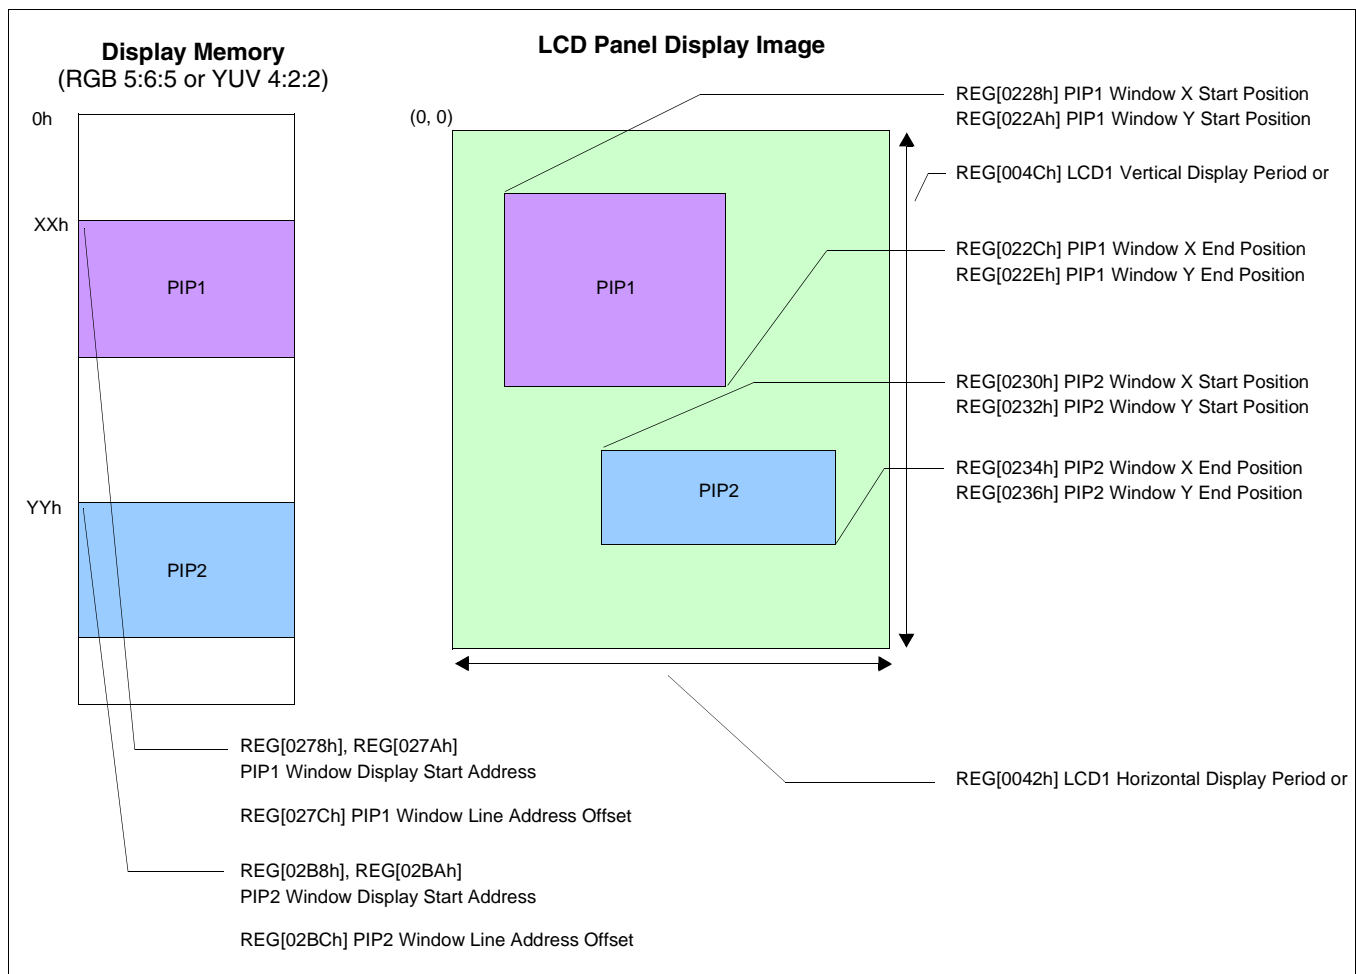 Display Memory
(RGB 5:6:5 or YUV 4:2:2)
LCD Panel Display Image
0h
(0, 0)
REG[0228h] PIP1 Window X Start Position
REG[022Ah] PIP1 Window Y Start Position
REG[004Ch] LCD1 Vertical Display Period or
XXh
PIP1
PIP1
REG[022Ch] PIP1 Window X End Position
REG[022Eh] PIP1 Window Y End Position
REG[0230h] PIP2 Window X Start Position
REG[0232h] PIP2 Window Y Start Position
YYh
PIP2
PIP2
REG[0234h] PIP2 Window X End Position
REG[0236h] PIP2 Window Y End Position
REG[0278h], REG[027Ah]
PIP1 Window Display Start Address
REG[027Ch] PIP1 Window Line Address Offset
REG[0042h] LCD1 Horizontal Display Period or
REG[02B8h], REG[02BAh]
PIP2 Window Display Start Address
REG[02BCh] PIP2 Window Line Address Offset